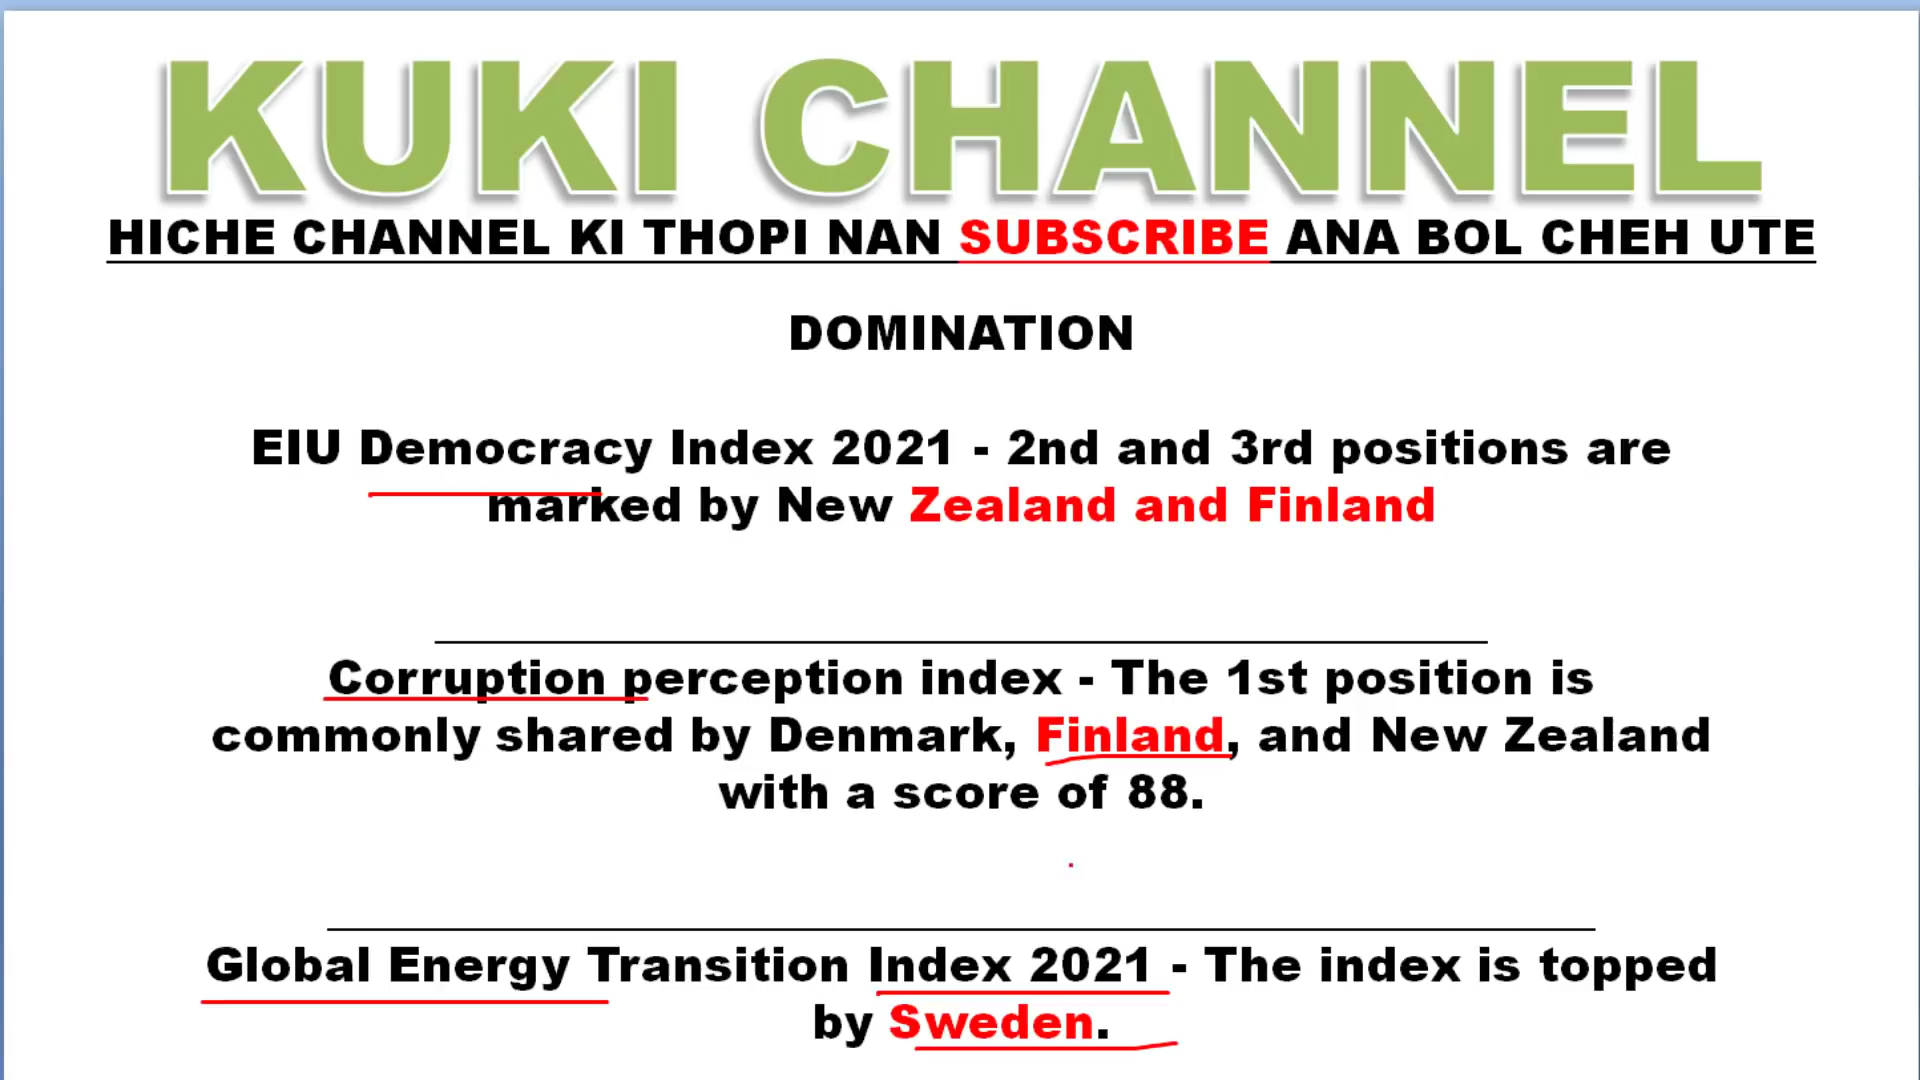 KUKI CHANNEL
HICHE CHANNEL KI THOPI NAN SUBSCRIBE ANA BOL CHEH UTE
DOMINATION
EIU Democracy Index 2021 - 2nd and 3rd positions are
marked by New Zealand and Finland
Corruption perception index - The 1st position is
commonly shared by Denmark, Finland, and New Zealand
with a score of 88.
Global Energy Transition Index 2021 - The index is topped
by Sweden.